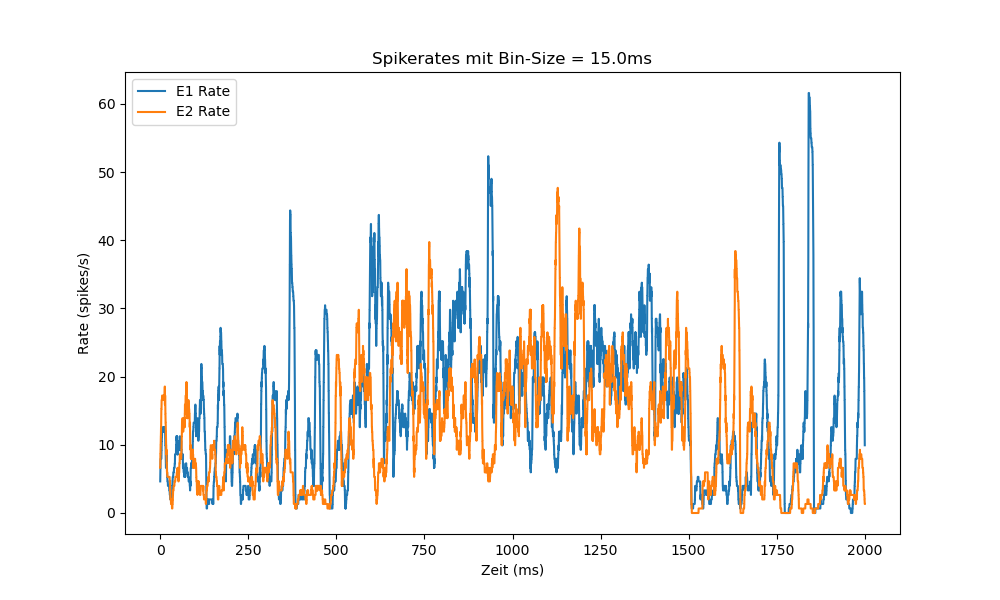 Spikerates mit Bin-Size = 15.0ms
E1 Rate
E2 Rate
Rate (spikes/s)
60
50
40
30
20
10
0
0 250 500 750 1000 1250 1500 1750 2000
Zeit (ms)